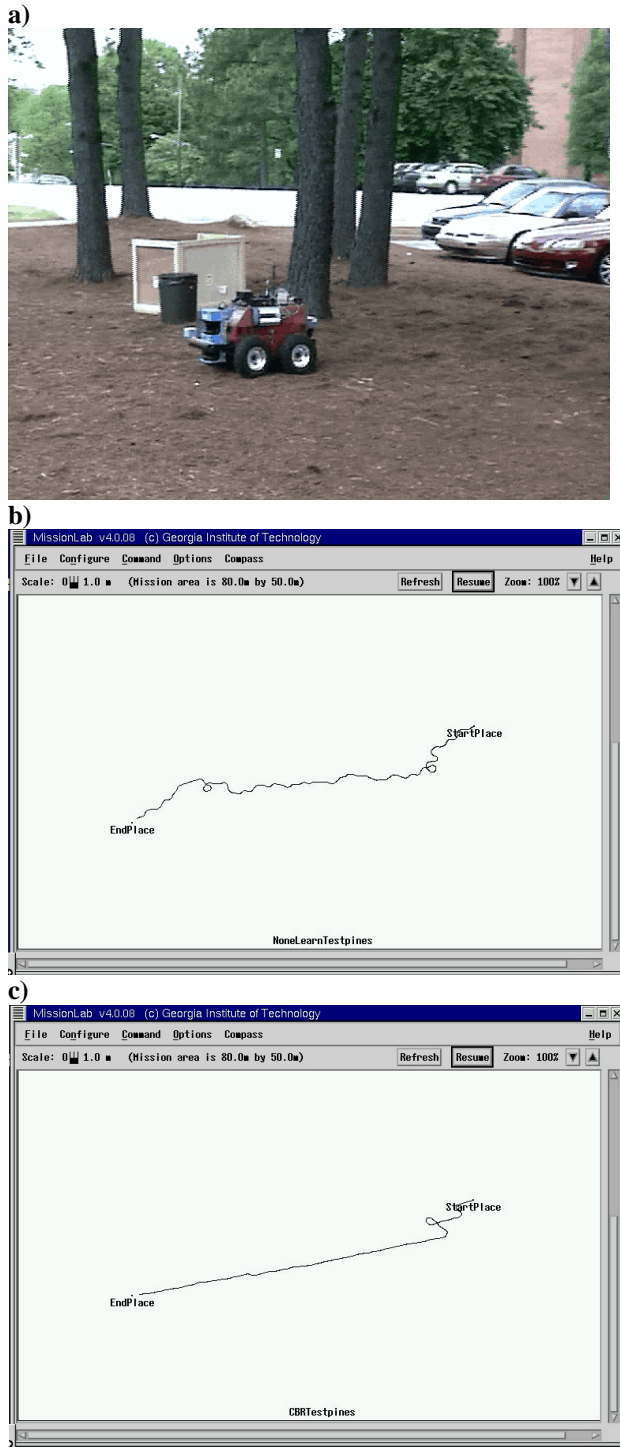 a)
b)
MissionLab v4.0.08 (c) Georgia Institute of Technology
File Configure Command Options Compass Help
Scale: 0 1.0 m (Mission area is 80.0m by 50.0m) Refresh Resume Zoom: 100%
StartPlace
EndPlace
NoneLearnTestpines
c)
MissionLab v4.0.08 (c) Georgia Institute of Technology
File Configure Command Options Compass Help
Scale: 0 1.0 m (Mission area is 80.0m by 50.0m) Refresh Resume Zoom: 100%
StartPlace
EndPlace
CBRTestpines